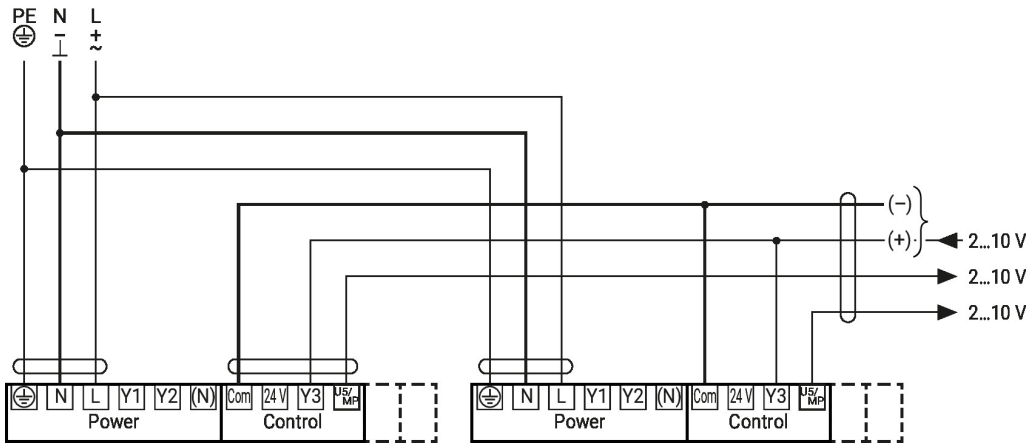 PE N L
− +
⊥ ~
(−)
(+) 2...10 V
2...10 V
2...10 V
N L Y1 Y2 (N) Com 24 V Y3 U5/MP N L Y1 Y2 (N) Com 24 V Y3 U5/MP
Power Control Power Control